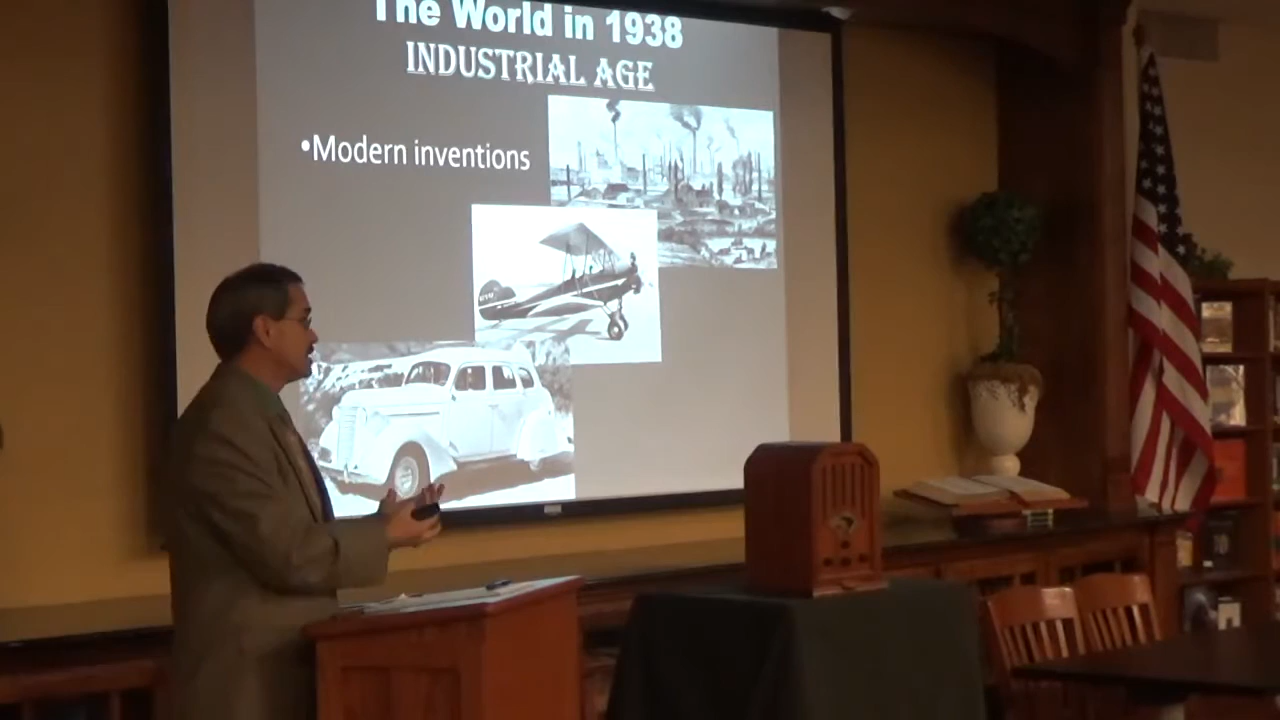 The World in 1938
INDUSTRIAL AGE
•Modern inventions